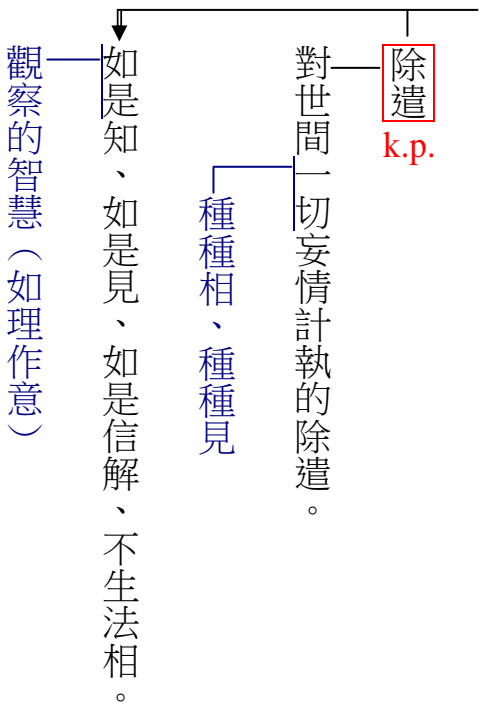 除遣
k.p.
對世間一切妄情計執的除遣。
種種相、種種見
如是知、如是見、如是信解、不生法相。
觀察的智慧（如理作意）